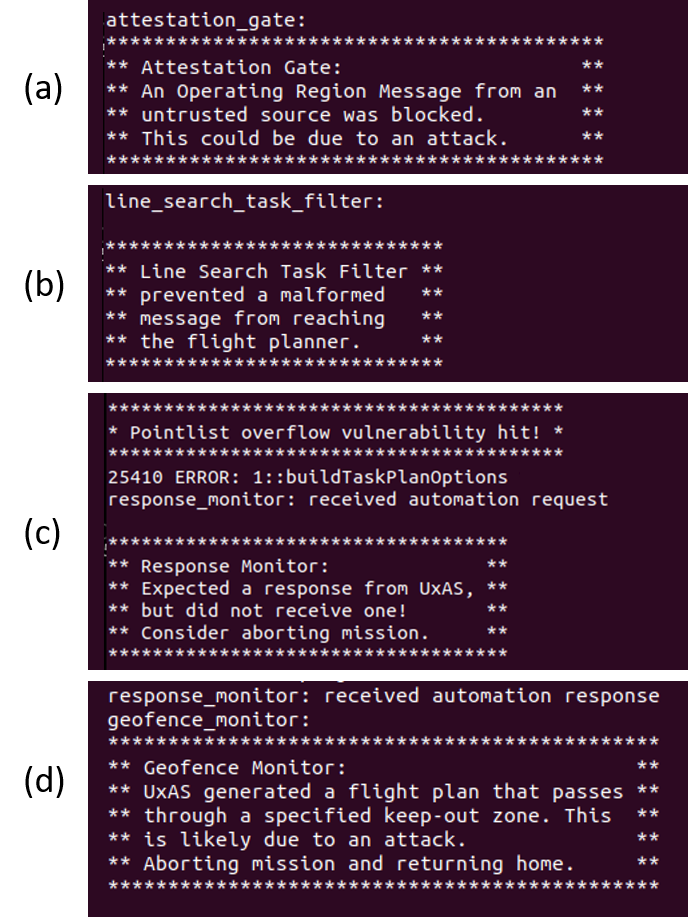 (a)
attestation_gate:
******************************************
** Attestation Gate:                    **
** An Operating Region Message from an  **
** untrusted source was blocked.        **
** This could be due to an attack.      **
******************************************
(b)
line_search_task_filter:
*****************************
** Line Search Task Filter **
** prevented a malformed   **
** message from reaching   **
** the flight planner.     **
*****************************
(c)
*****************************************
* Pointlist overflow vulnerability hit! *
*****************************************
25410 ERROR: 1::buildTaskPlanOptions
response_monitor: received automation request
************************************
** Response Monitor:              **
** Expected a response from UxAS, **
** but did not receive one!       **
** Consider aborting mission.     **
************************************
(d)
response_monitor: received automation response
geofence_monitor:
**********************************************
** Geofence Monitor:                        **
** UxAS generated a flight plan that passes **
** through a specified keep-out zone. This  **
** is likely due to an attack.              **
** Aborting mission and returning home.     **
**********************************************